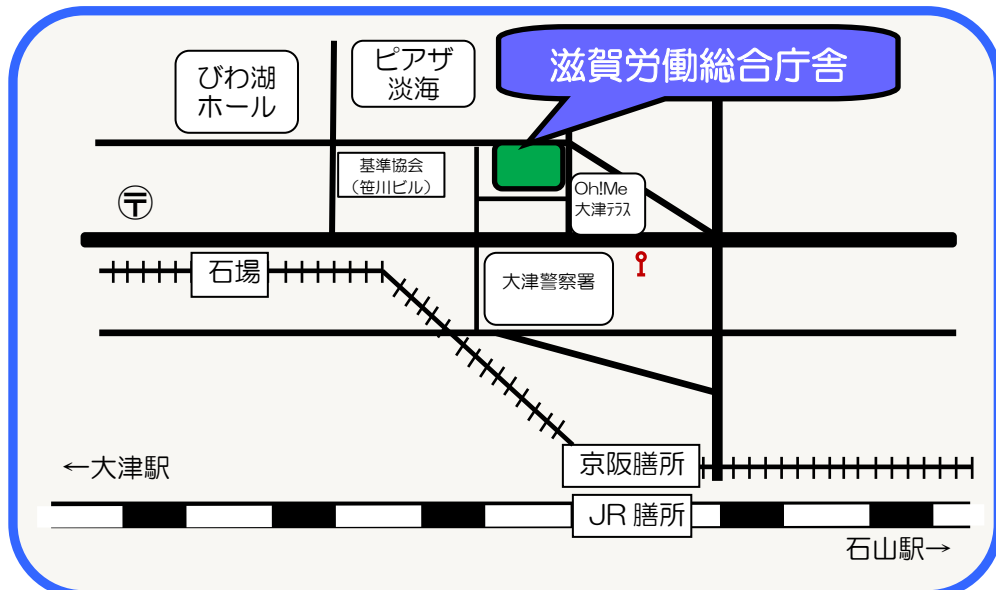 滋賀労働総合庁舎
びわ湖
ホール
ピアザ
淡海
基準協会
（笹川ビル）
〒
Oh!Me
大津テラス
石場
大津警察署
←大津駅
京阪膳所
JR 膳所
石山駅→